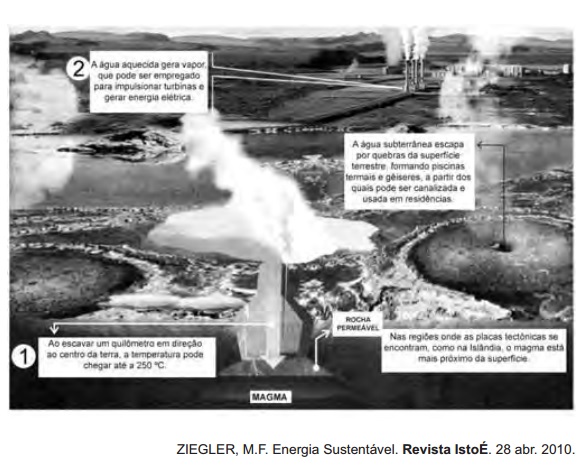 2
A água aquecida gera vapor,
que pode ser empregado
para impulsionar turbinas e
gerar energia elétrica.
A água subterrânea escapa
por quebras da superfície
terrestre, formando piscinas
termais e gêiseres, a partir dos
quais pode ser canalizada e
usada em residências.
1
Ao escavar um quilômetro em direção
ao centro da terra, a temperatura pode
chegar até a 250 ºC.
ROCHA
PERMEÁVEL
Nas regiões onde as placas tectônicas se
encontram, como na Islândia, o magma está
mais próximo da superfície.
MAGMA
ZIEGLER, M.F. Energia Sustentável. Revista IstoÉ. 28 abr. 2010.